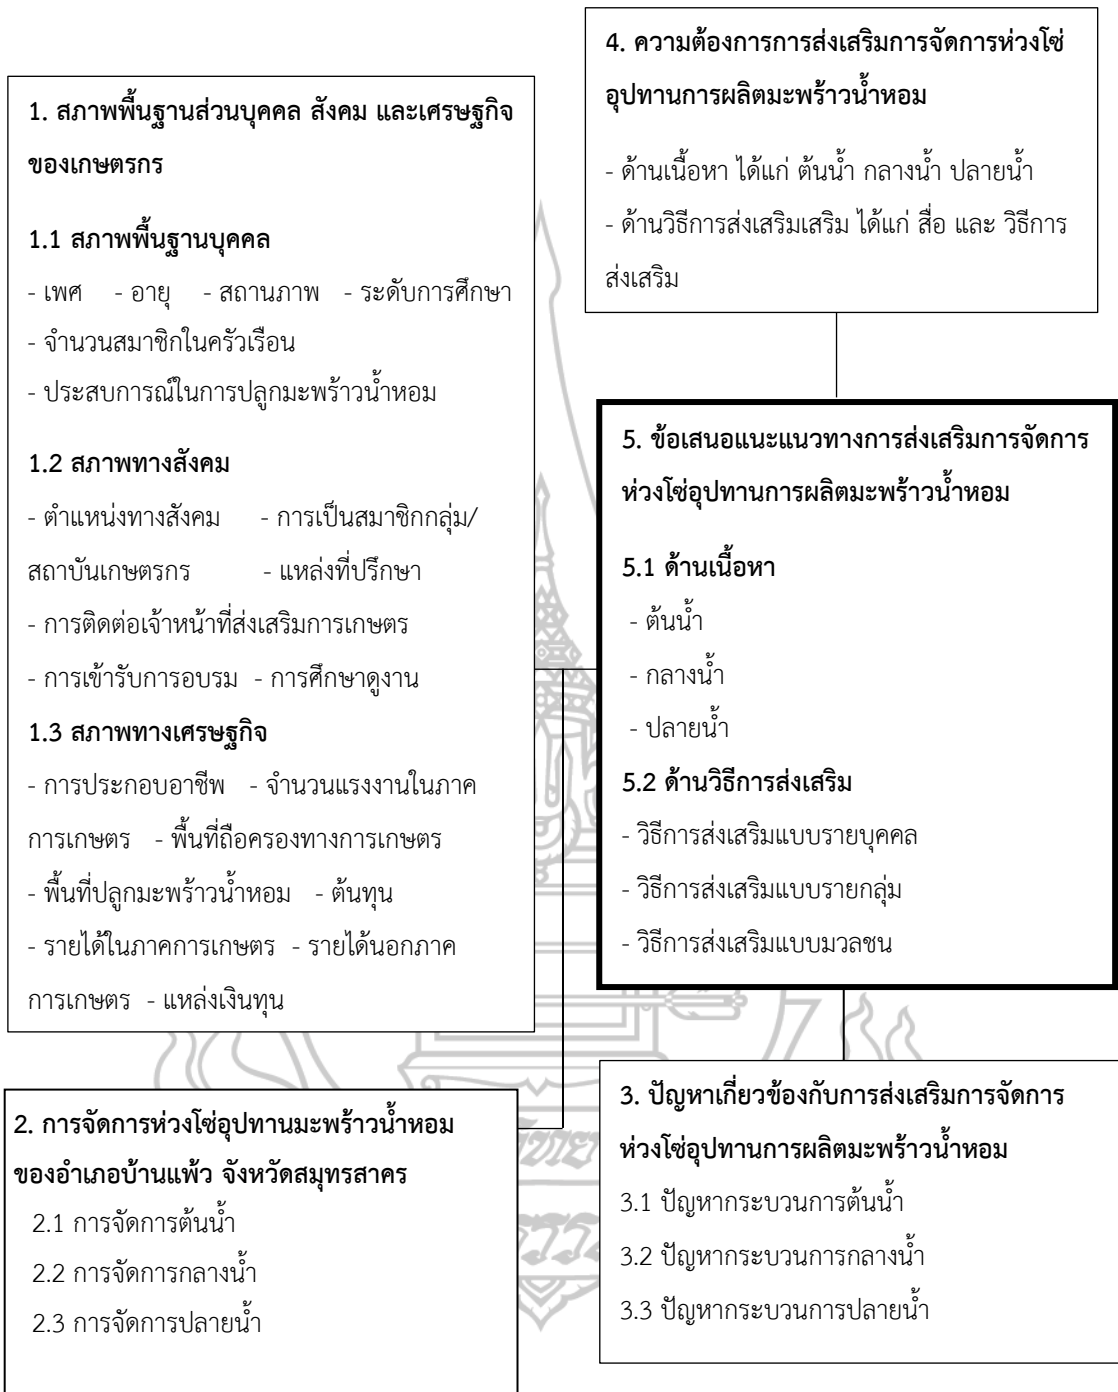 1. สภาพพื้นฐานส่วนบุคคล สังคม และเศรษฐกิจ
ของเกษตรกร
1.1 สภาพพื้นฐานบุคคล
- เพศ - อายุ - สถานภาพ - ระดับการศึกษา
- จำนวนสมาชิกในครัวเรือน
- ประสบการณ์ในการปลูกมะพร้าวน้ำหอม
1.2 สภาพทางสังคม
- ตำแหน่งทางสังคม - การเป็นสมาชิกกลุ่ม/
สถาบันเกษตรกร - แหล่งที่ปรึกษา
- การติดต่อเจ้าหน้าที่ส่งเสริมการเกษตร
- การเข้ารับการอบรม - การศึกษาดูงาน
1.3 สภาพทางเศรษฐกิจ
- การประกอบอาชีพ - จำนวนแรงงานในภาค
การเกษตร - พื้นที่ถือครองทางการเกษตร
- พื้นที่ปลูกมะพร้าวน้ำหอม - ต้นทุน
- รายได้ในภาคการเกษตร - รายได้นอกภาค
การเกษตร - แหล่งเงินทุน
2. การจัดการห่วงโซ่อุปทานมะพร้าวน้ำหอม
ของอำเภอบ้านแพ้ว จังหวัดสมุทรสาคร
2.1 การจัดการต้นน้ำ
2.2 การจัดการกลางน้ำ
2.3 การจัดการปลายน้ำ
4. ความต้องการการส่งเสริมการจัดการห่วงโซ่
อุปทานการผลิตมะพร้าวน้ำหอม
- ด้านเนื้อหา ได้แก่ ต้นน้ำ กลางน้ำ ปลายน้ำ
- ด้านวิธีการส่งเสริมเสริม ได้แก่ สื่อ และ วิธีการ
ส่งเสริม
5. ข้อเสนอแนะแนวทางการส่งเสริมการจัดการ
ห่วงโซ่อุปทานการผลิตมะพร้าวน้ำหอม
5.1 ด้านเนื้อหา
- ต้นน้ำ
- กลางน้ำ
- ปลายน้ำ
5.2 ด้านวิธีการส่งเสริม
- วิธีการส่งเสริมแบบรายบุคคล
- วิธีการส่งเสริมแบบรายกลุ่ม
- วิธีการส่งเสริมแบบมวลชน
3. ปัญหาเกี่ยวข้องกับการส่งเสริมการจัดการ
ห่วงโซ่อุปทานการผลิตมะพร้าวน้ำหอม
3.1 ปัญหากระบวนการต้นน้ำ
3.2 ปัญหากระบวนการกลางน้ำ
3.3 ปัญหากระบวนการปลายน้ำ